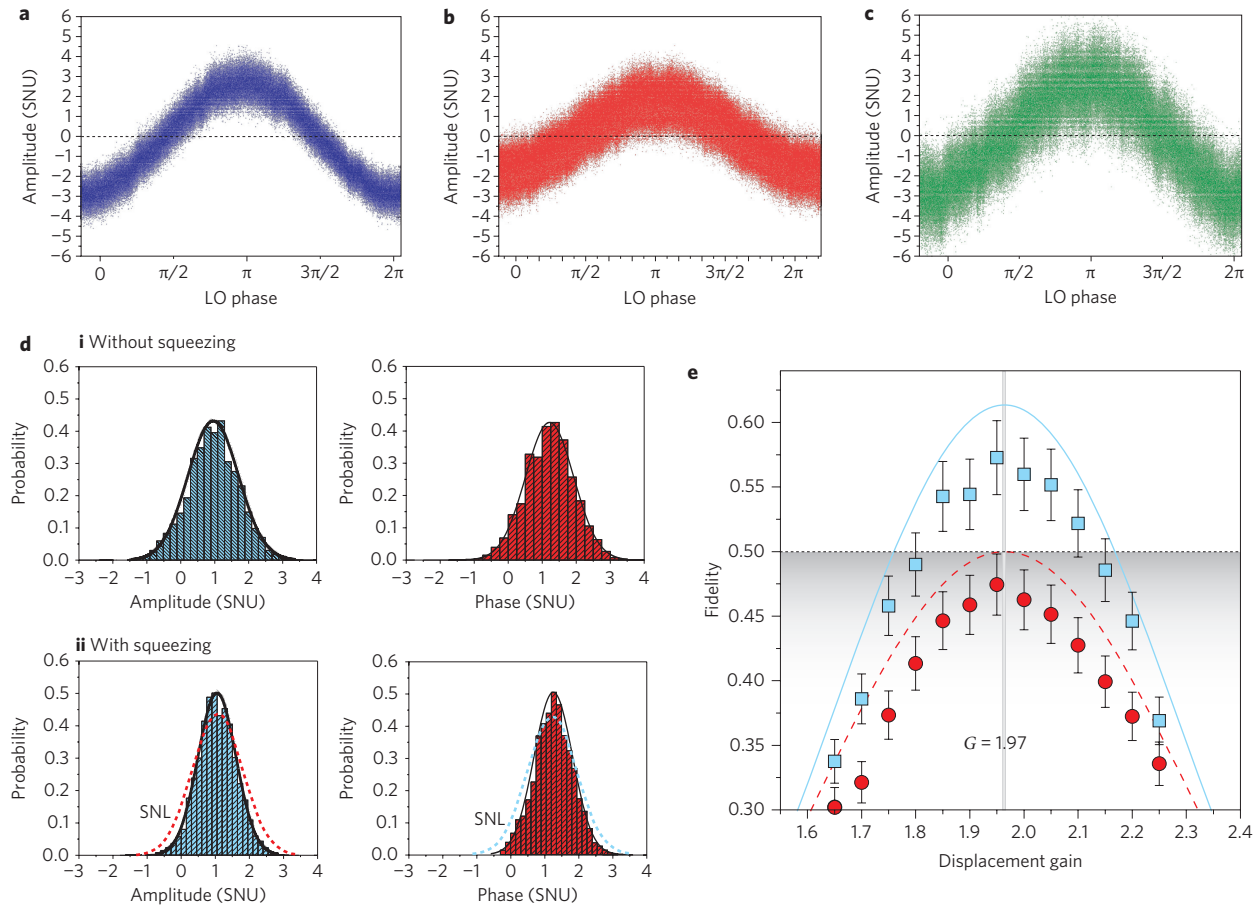 a
6
5
4
3
2
1
0
–1
–2
–3
–4
–5
–6
Amplitude (SNU)
0 π/2 π 3π/2 2π
LO phase
b
6
5
4
3
2
1
0
–1
–2
–3
–4
–5
–6
Amplitude (SNU)
0 π/2 π 3π/2 2π
LO phase
c
6
5
4
3
2
1
0
–1
–2
–3
–4
–5
–6
Amplitude (SNU)
0 π/2 π 3π/2 2π
LO phase
d
i Without squeezing
0.6
0.5
0.4
0.3
0.2
0.1
0.0
Probability
–3 –2 –1 0 1 2 3 4
Amplitude (SNU)
0.6
0.5
0.4
0.3
0.2
0.1
0.0
Probability
–3 –2 –1 0 1 2 3 4
Phase (SNU)
ii With squeezing
0.6
0.5
0.4
0.3
0.2
0.1
0.0
Probability
SNL
–3 –2 –1 0 1 2 3 4
Amplitude (SNU)
0.6
0.5
0.4
0.3
0.2
0.1
0.0
Probability
SNL
–3 –2 –1 0 1 2 3 4
Phase (SNU)
e
0.60
0.55
0.50
0.45
0.40
0.35
0.30
Fidelity
G = 1.97
1.6 1.7 1.8 1.9 2.0 2.1 2.2 2.3 2.4
Displacement gain